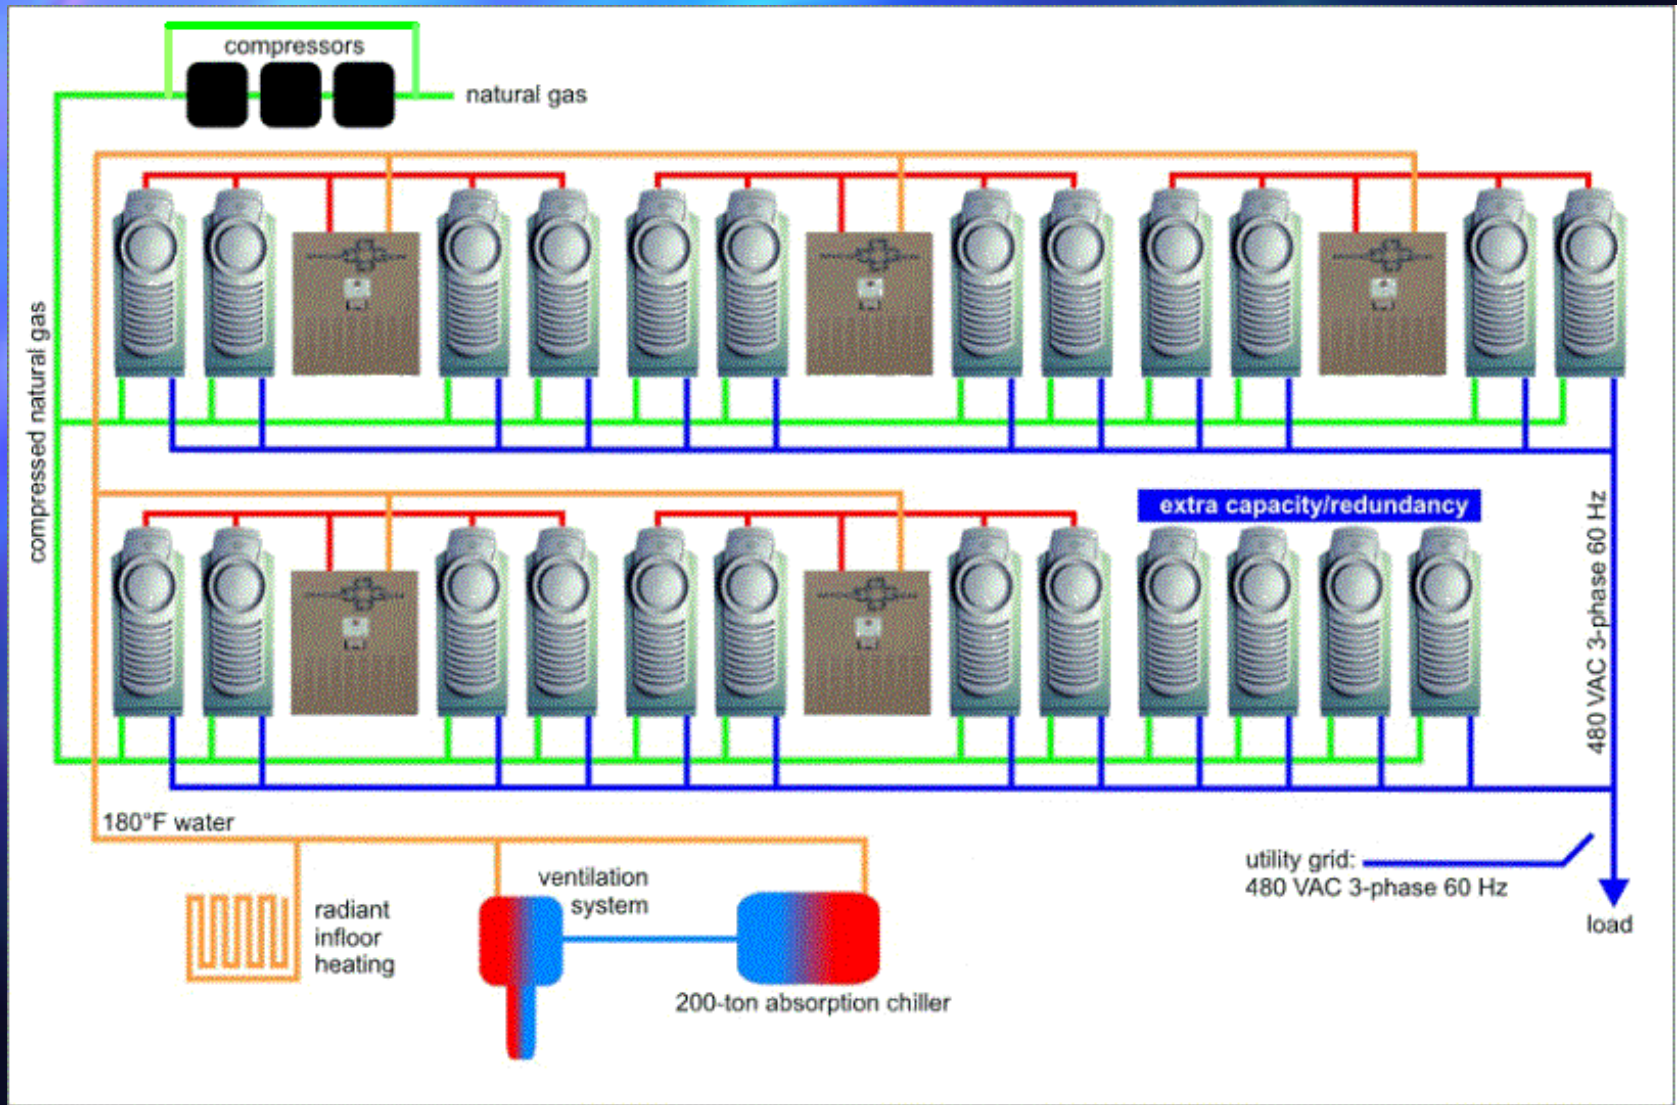 compressors
natural gas
compressed natural gas
extra capacity/redundancy
480 VAC 3-phase 60 Hz
180°F water
ventilation
system
radiant
infloor
heating
200-ton absorption chiller
utility grid:
480 VAC 3-phase 60 Hz
load